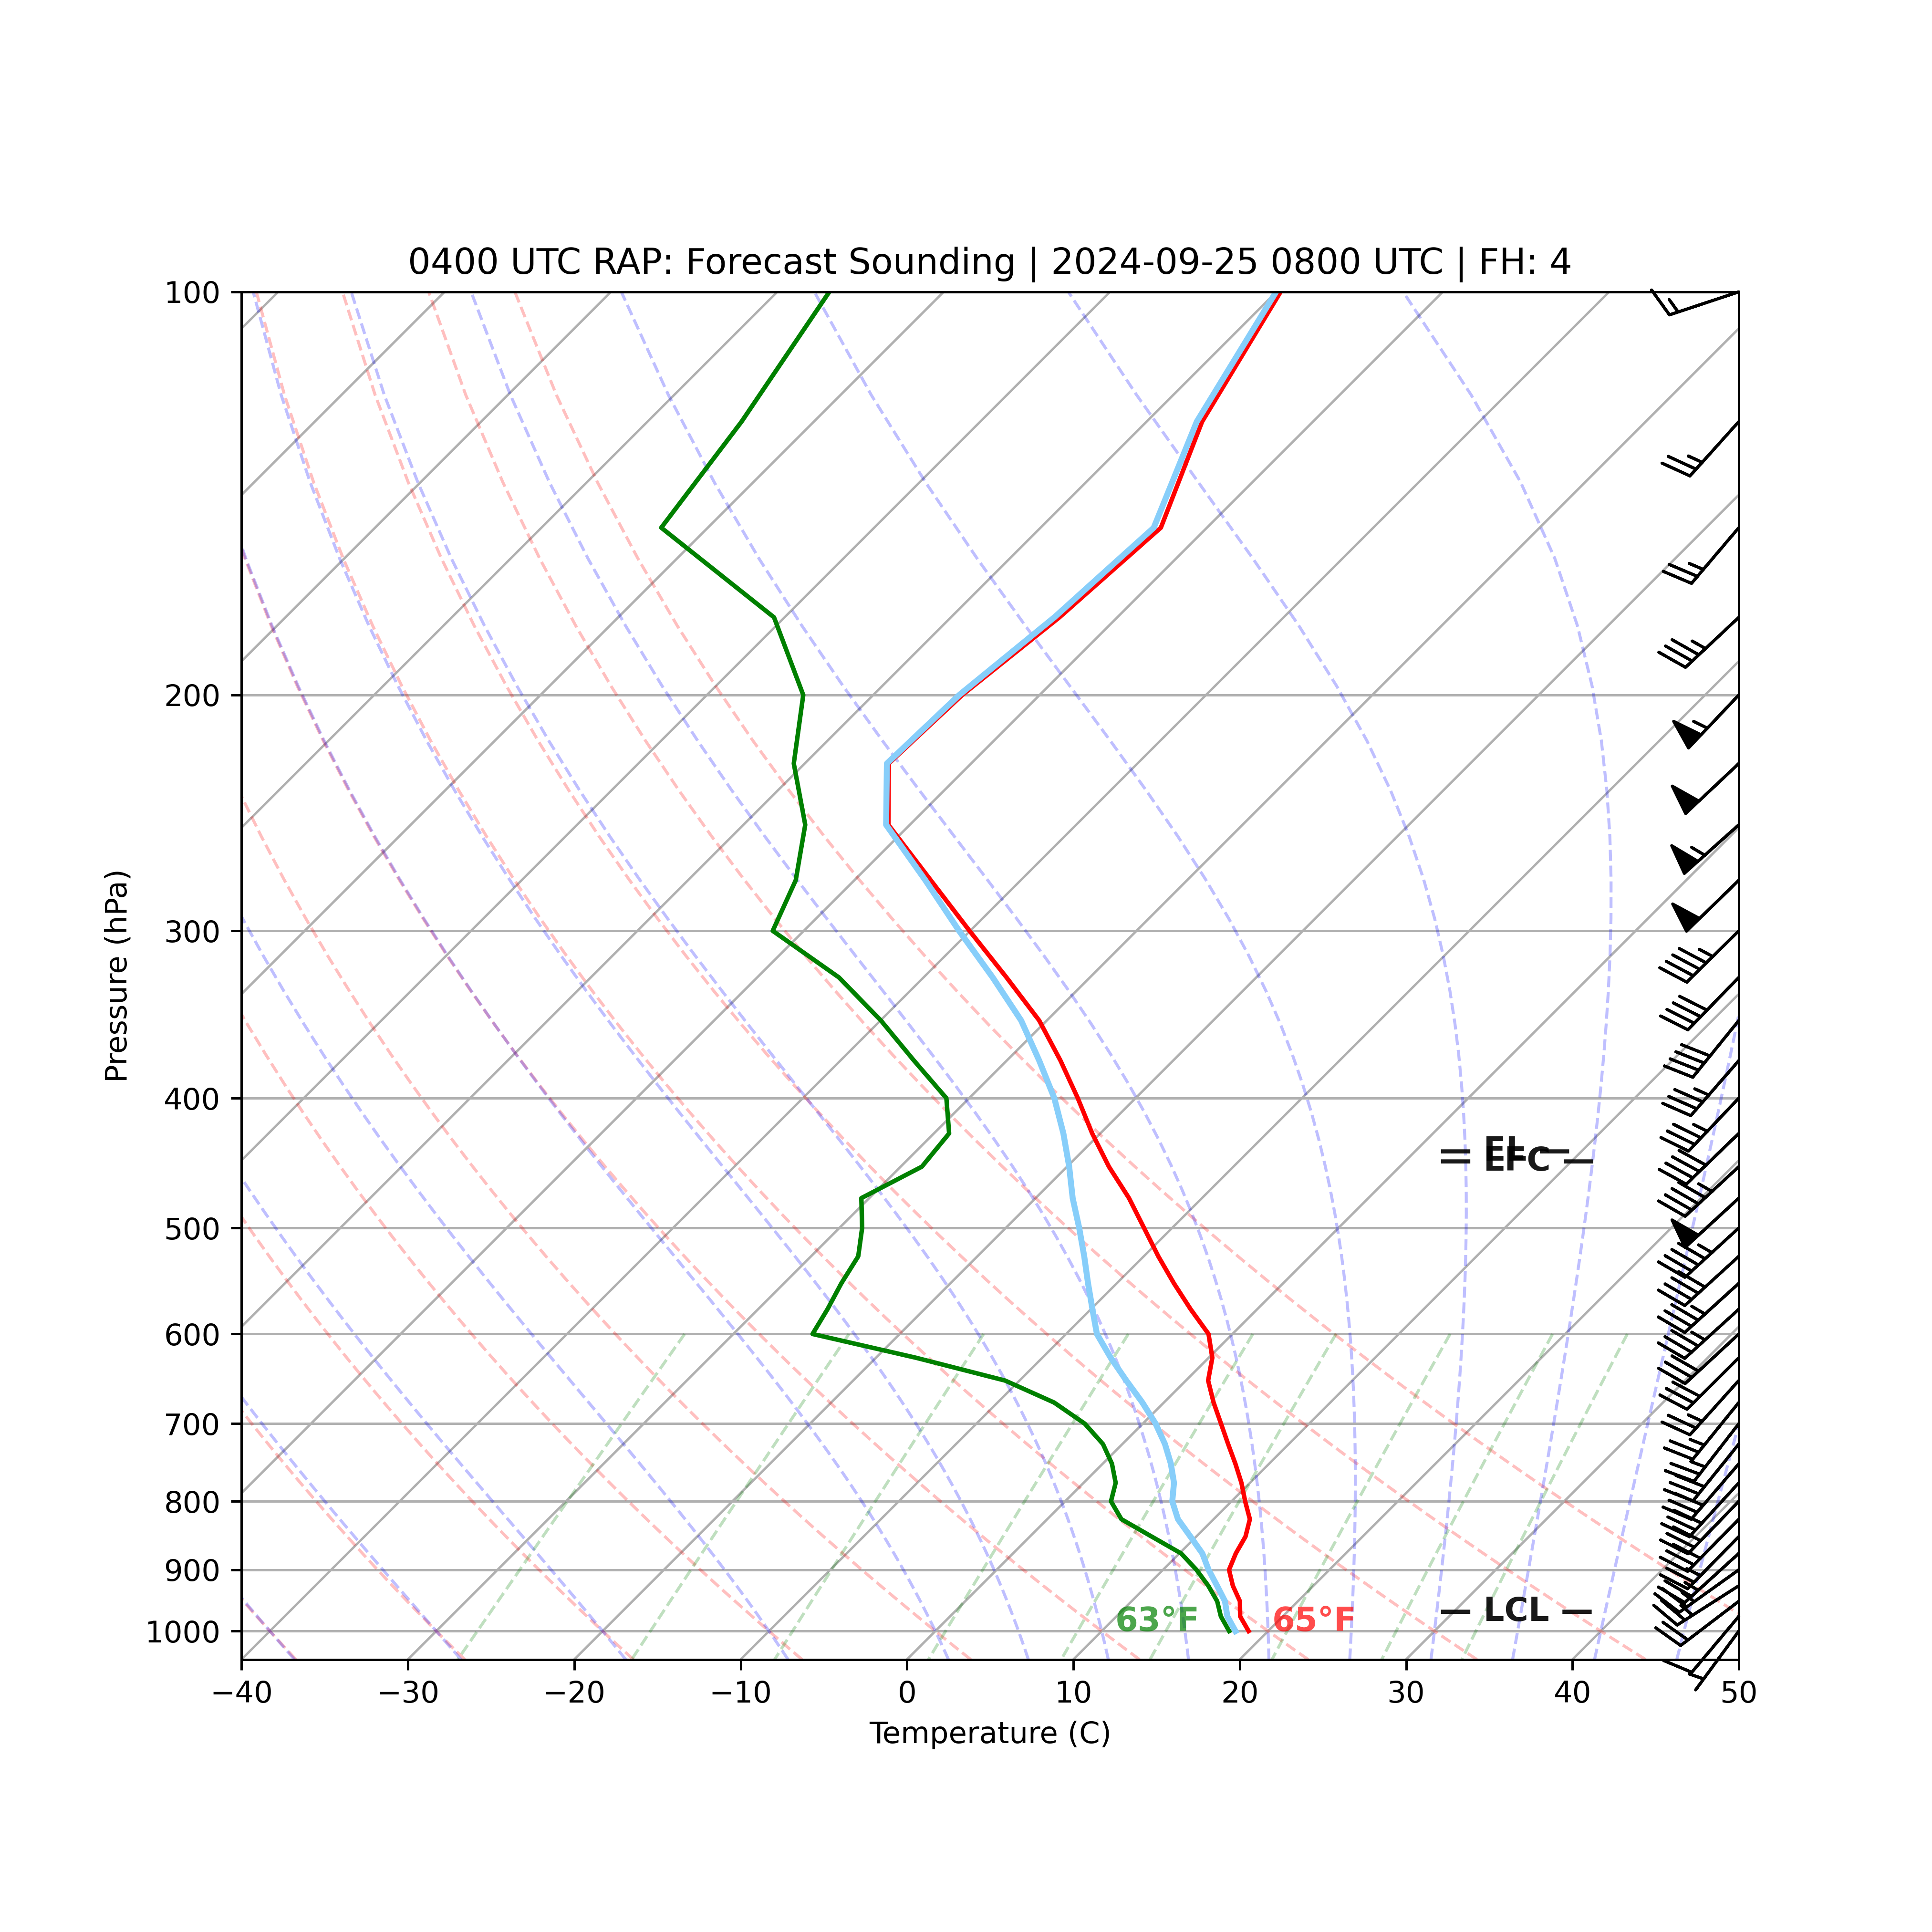 0400 UTC RAP: Forecast Sounding | 2024-09-25 0800 UTC | FH: 4
100
200
300
400
500
600
700
800
900
1000
Pressure (hPa)
— EL —
— LFC —
— LCL —
63°F
65°F
−40 −30 −20 −10 0 10 20 30 40 50
Temperature (C)